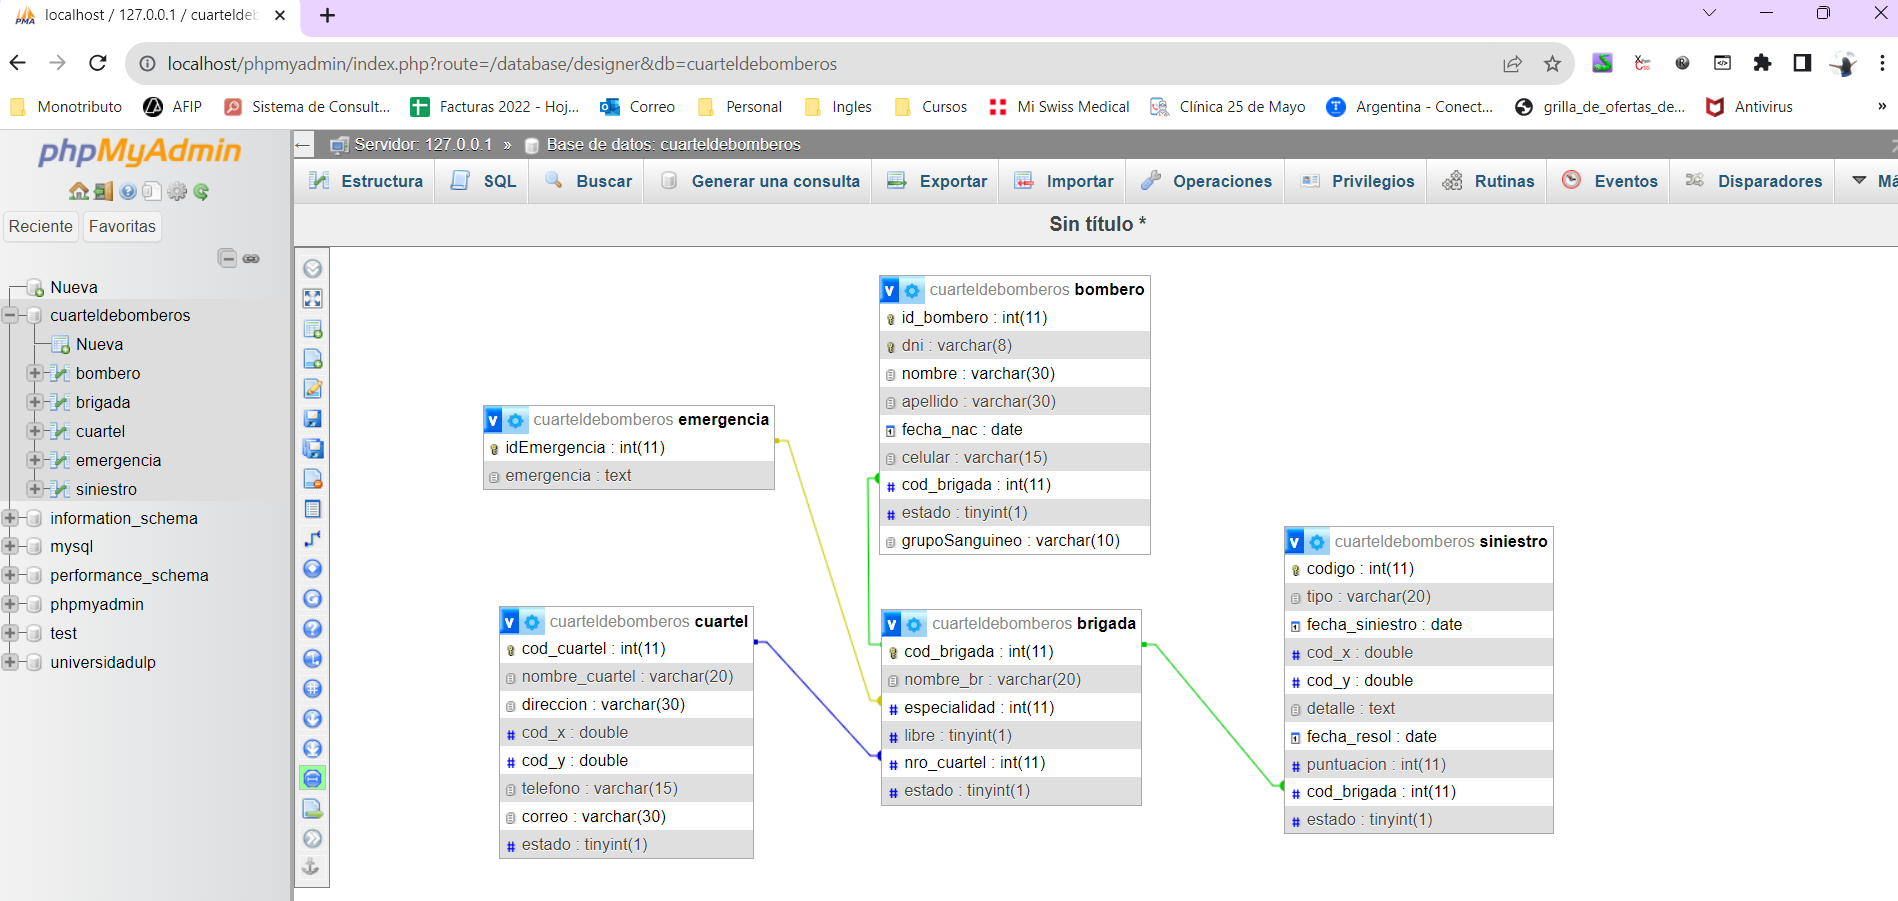 localhost / 127.0.0.1 / cuarteldeb
localhost/phpmyadmin/index.php?route=/database/designer&db=cuarteldebomberos
Monotributo AFIP Sistema de Consult... Facturas 2022 - Hoj... Correo Personal Ingles Cursos Mi Swiss Medical Clínica 25 de Mayo Argentina - Conect... grilla_de_ofertas_de... Antivirus »
phpMyAdmin
Reciente Favoritas
Nueva
cuarteldebomberos
Nueva
bombero
brigada
cuartel
emergencia
siniestro
information_schema
mysql
performance_schema
phpmyadmin
test
universidadulp
Servidor: 127.0.0.1 » Base de datos: cuarteldebomberos
Estructura SQL Buscar Generar una consulta Exportar Importar Operaciones Privilegios Rutinas Eventos Disparadores Má
Sin título *
v cuarteldebomberos bombero
id_bombero : int(11)
dni : varchar(8)
nombre : varchar(30)
apellido : varchar(30)
fecha_nac : date
celular : varchar(15)
# cod_brigada : int(11)
# estado : tinyint(1)
grupoSanguineo : varchar(10)
v cuarteldebomberos emergencia
idEmergencia : int(11)
emergencia : text
v cuarteldebomberos siniestro
codigo : int(11)
tipo : varchar(20)
fecha_siniestro : date
# cod_x : double
# cod_y : double
detalle : text
fecha_resol : date
# puntuacion : int(11)
# cod_brigada : int(11)
# estado : tinyint(1)
v cuarteldebomberos cuartel
cod_cuartel : int(11)
nombre_cuartel : varchar(20)
direccion : varchar(30)
# cod_x : double
# cod_y : double
telefono : varchar(15)
correo : varchar(30)
# estado : tinyint(1)
v cuarteldebomberos brigada
cod_brigada : int(11)
nombre_br : varchar(20)
# especialidad : int(11)
# libre : tinyint(1)
# nro_cuartel : int(11)
# estado : tinyint(1)